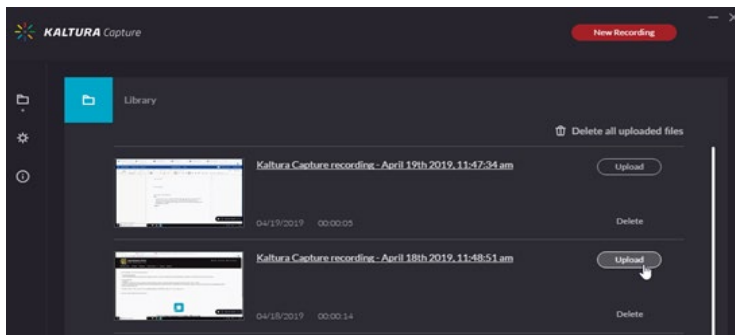 KALTURA Capture
New Recording
Library
Delete all uploaded files
Kaltura Capture recording - April 19th 2019, 11:47:34 am
Upload
04/19/2019 00:00:05
Delete
Kaltura Capture recording - April 18th 2019, 11:48:51 am
Upload
04/18/2019 00:00:14
Delete